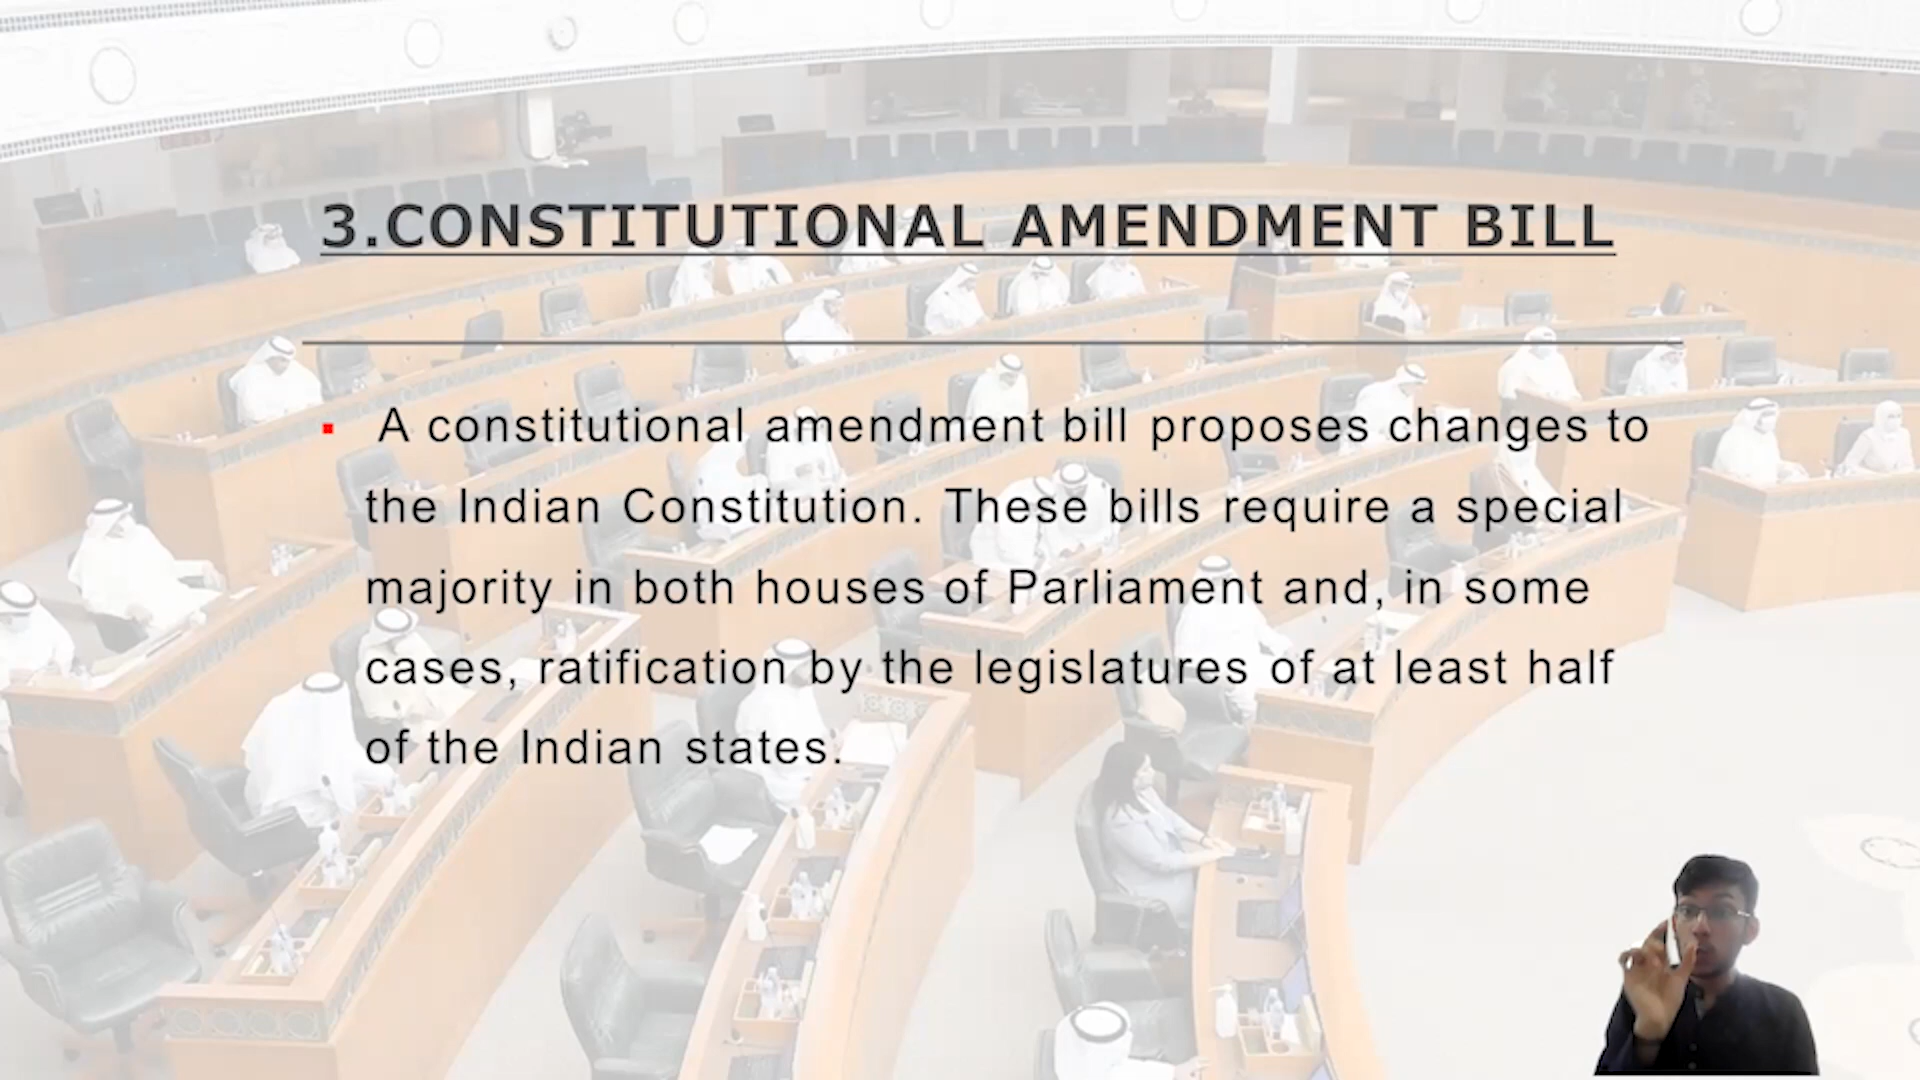 3.CONSTITUTIONAL AMENDMENT BILL
A constitutional amendment bill proposes changes to
the Indian Constitution. These bills require a special
majority in both houses of Parliament and, in some
cases, ratification by the legislatures of at least half
of the Indian states.